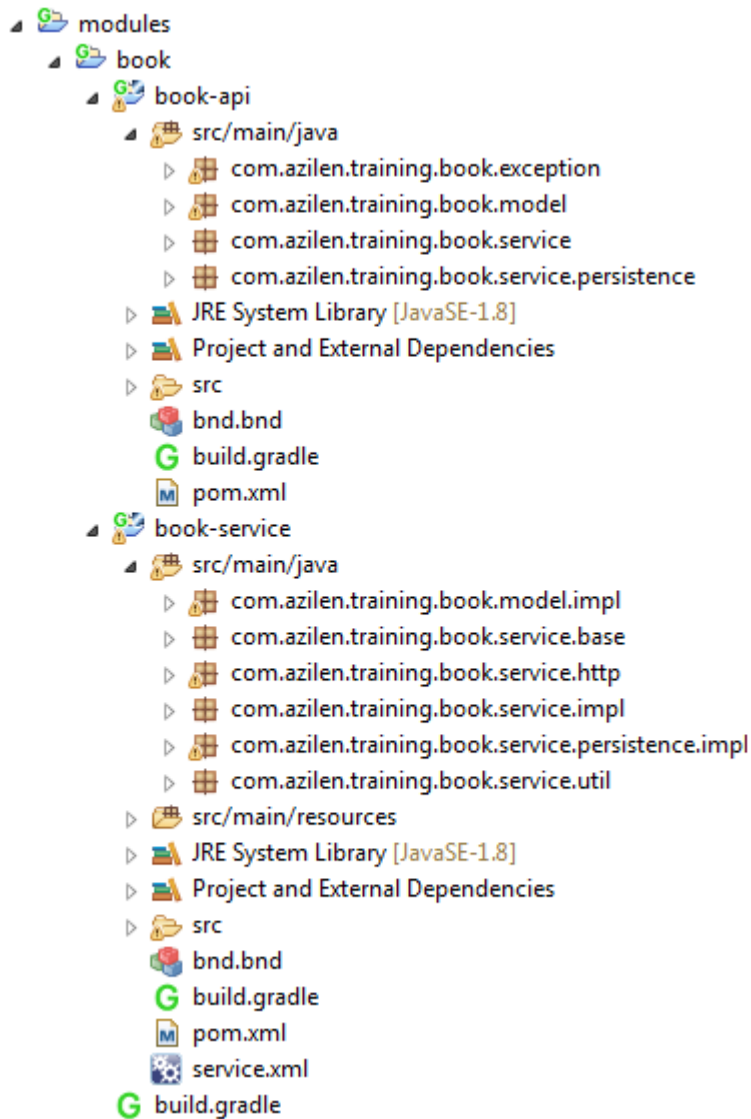 modules
book
book-api
src/main/java
com.azilen.training.book.exception
com.azilen.training.book.model
com.azilen.training.book.service
com.azilen.training.book.service.persistence
JRE System Library [JavaSE-1.8]
Project and External Dependencies
src
bnd.bnd
build.gradle
pom.xml
book-service
src/main/java
com.azilen.training.book.model.impl
com.azilen.training.book.service.base
com.azilen.training.book.service.http
com.azilen.training.book.service.impl
com.azilen.training.book.service.persistence.impl
com.azilen.training.book.service.util
src/main/resources
JRE System Library [JavaSE-1.8]
Project and External Dependencies
src
bnd.bnd
build.gradle
pom.xml
service.xml
build.gradle